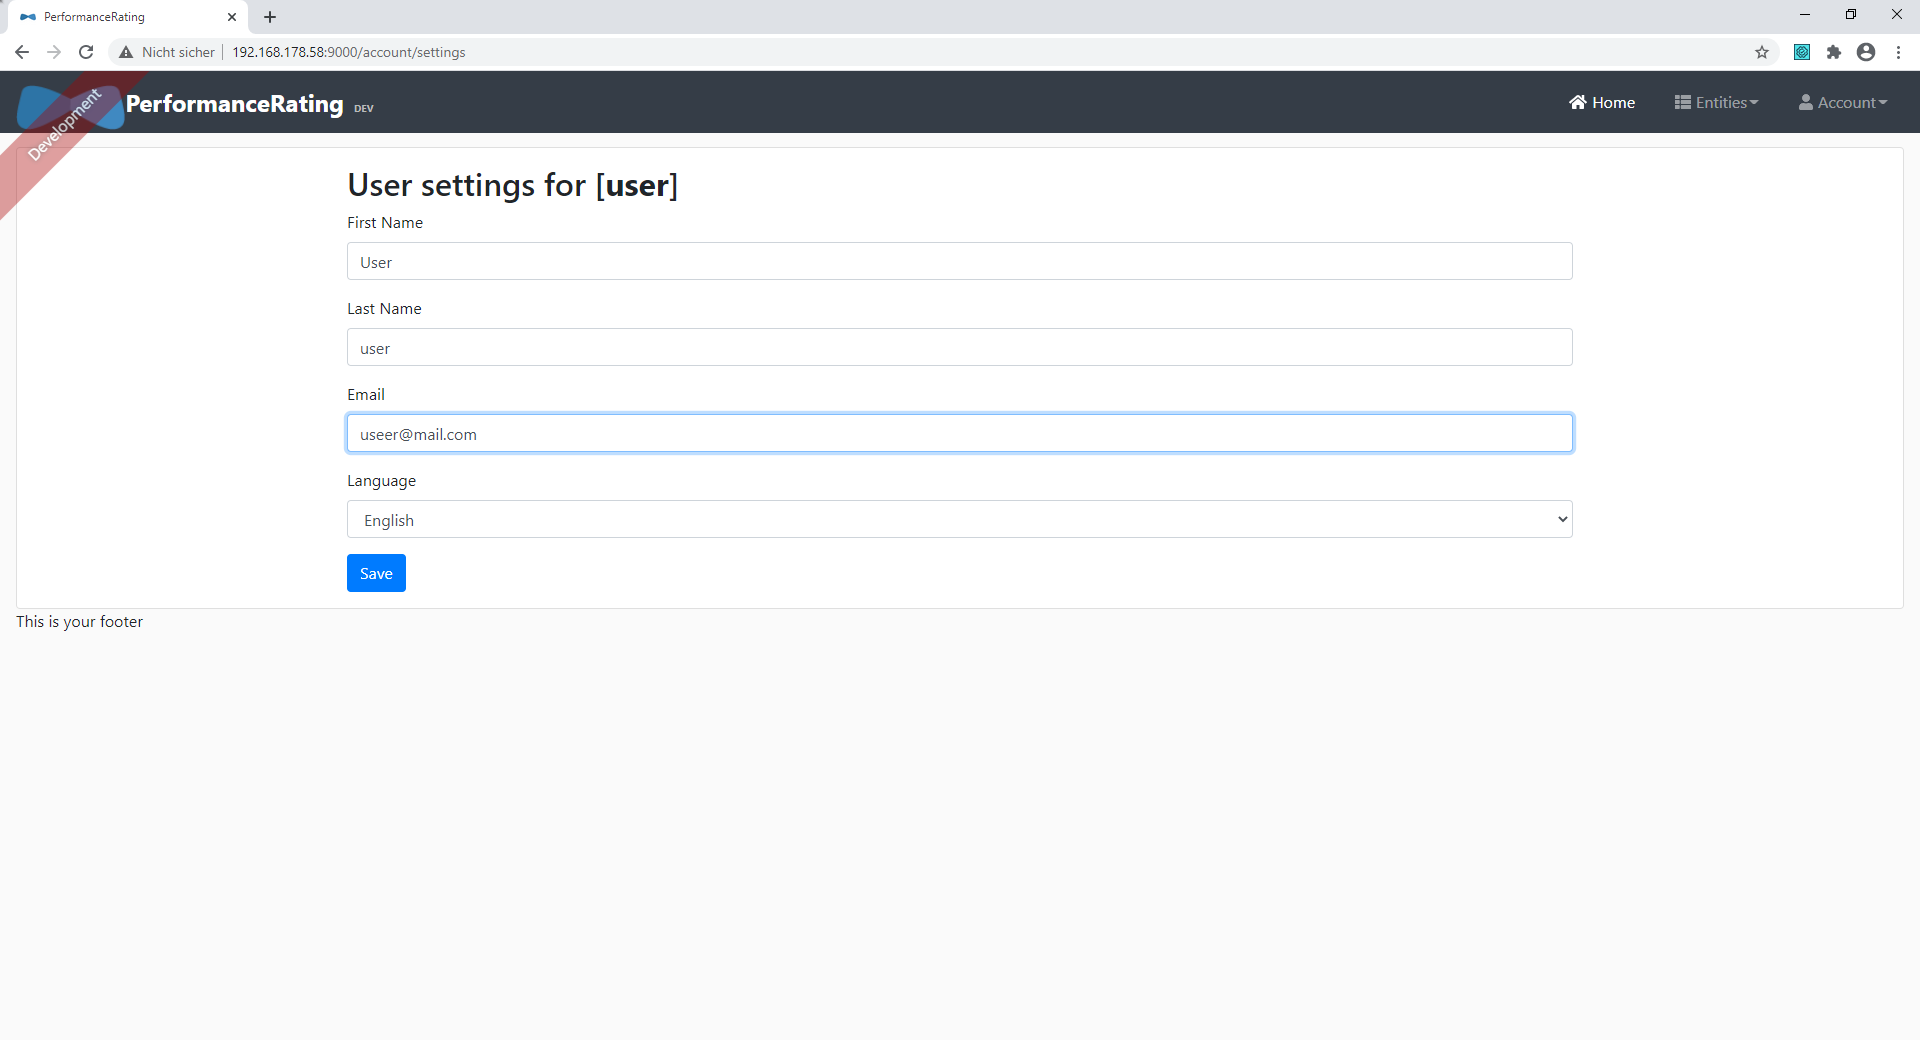 PerformanceRating
Nicht sicher 192.168.178.58:9000/account/settings
Development
PerformanceRating DEV
Home Entities Account
User settings for [user]
First Name
User
Last Name
user
Email
useer@mail.com
Language
English
Save
This is your footer